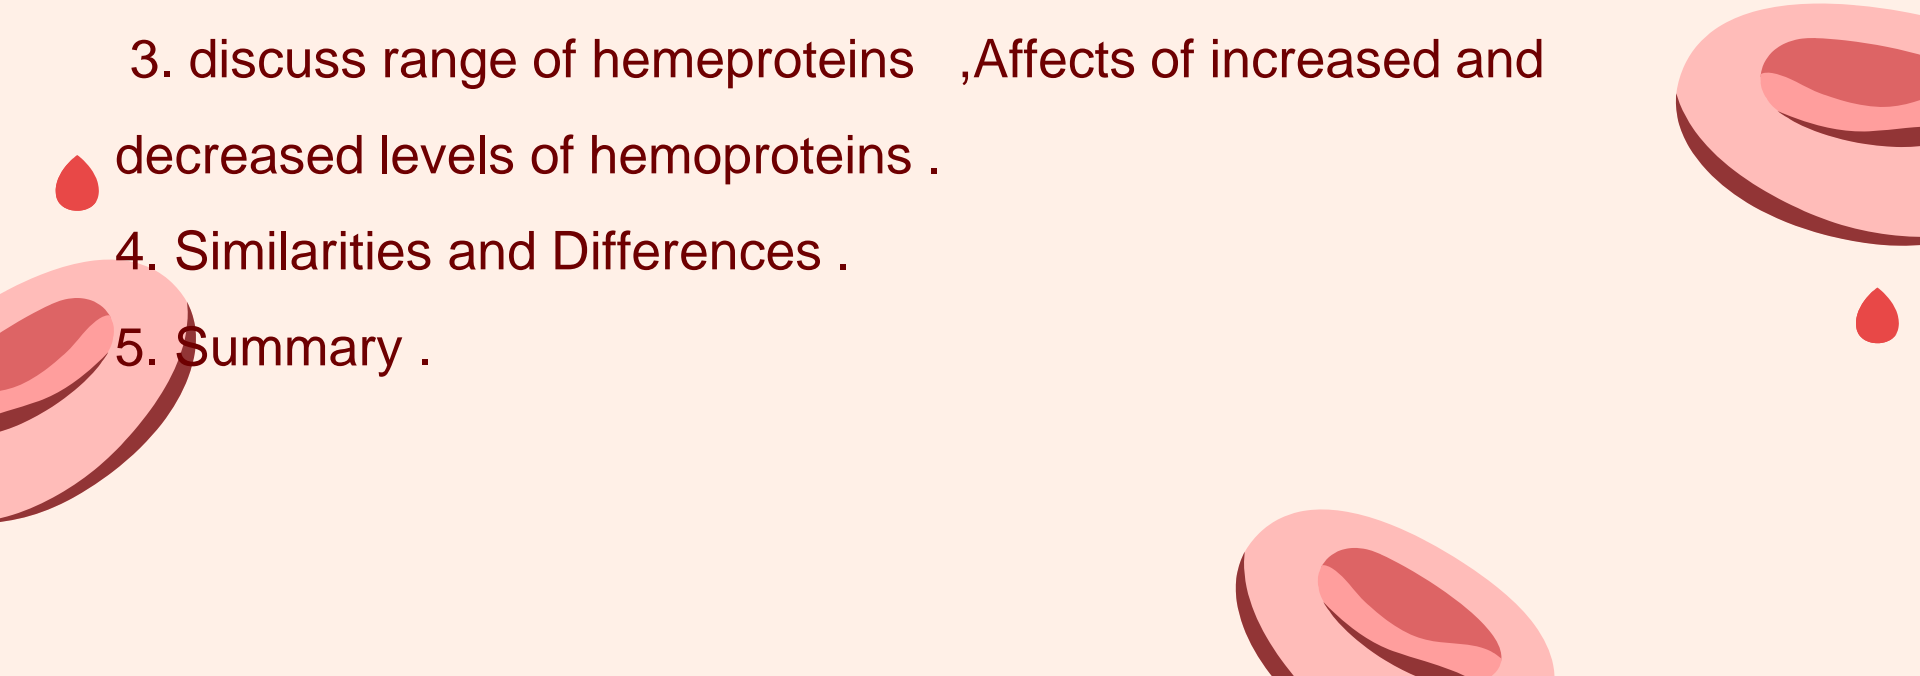 3. discuss range of hemeproteins ,Affects of increased and
decreased levels of hemoproteins .
4. Similarities and Differences .
5. Summary .